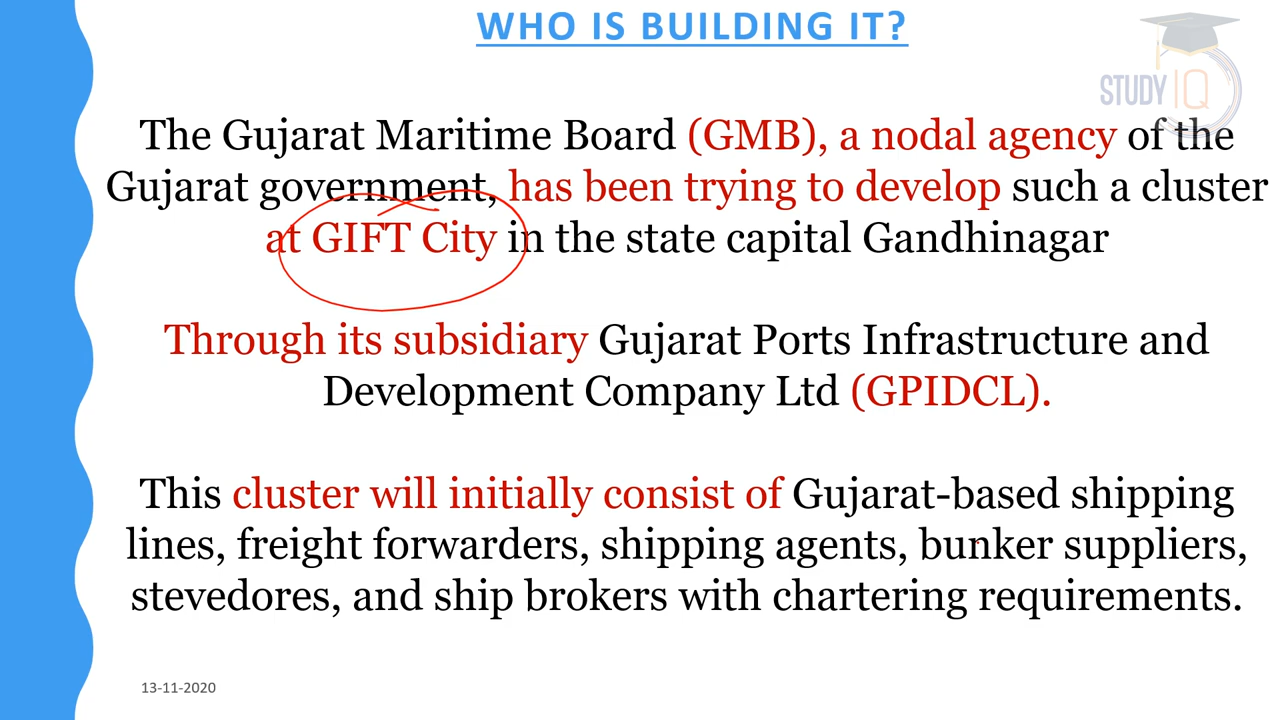 WHO IS BUILDING IT?
STUDY IQ
The Gujarat Maritime Board (GMB), a nodal agency of the
Gujarat government, has been trying to develop such a cluster
at GIFT City in the state capital Gandhinagar
Through its subsidiary Gujarat Ports Infrastructure and
Development Company Ltd (GPIDCL).
This cluster will initially consist of Gujarat-based shipping
lines, freight forwarders, shipping agents, bunker suppliers,
stevedores, and ship brokers with chartering requirements.
13-11-2020